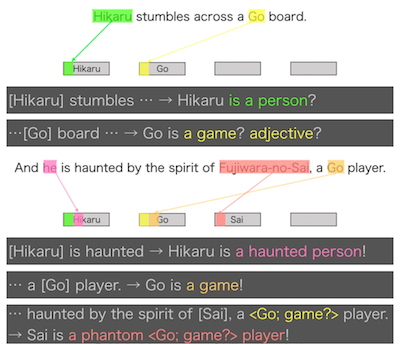 Hikaru stumbles across a Go board.
Hikaru Go
[Hikaru] stumbles … → Hikaru is a person?
…[Go] board … → Go is a game? adjective?
And he is haunted by the spirit of Fujiwara-no-Sai, a Go player.
Hikaru Go Sai
[Hikaru] is haunted → Hikaru is a haunted person!
… a [Go] player. → Go is a game!
… haunted by the spirit of [Sai], a <Go; game?> player.
→ Sai is a phantom <Go; game?> player!